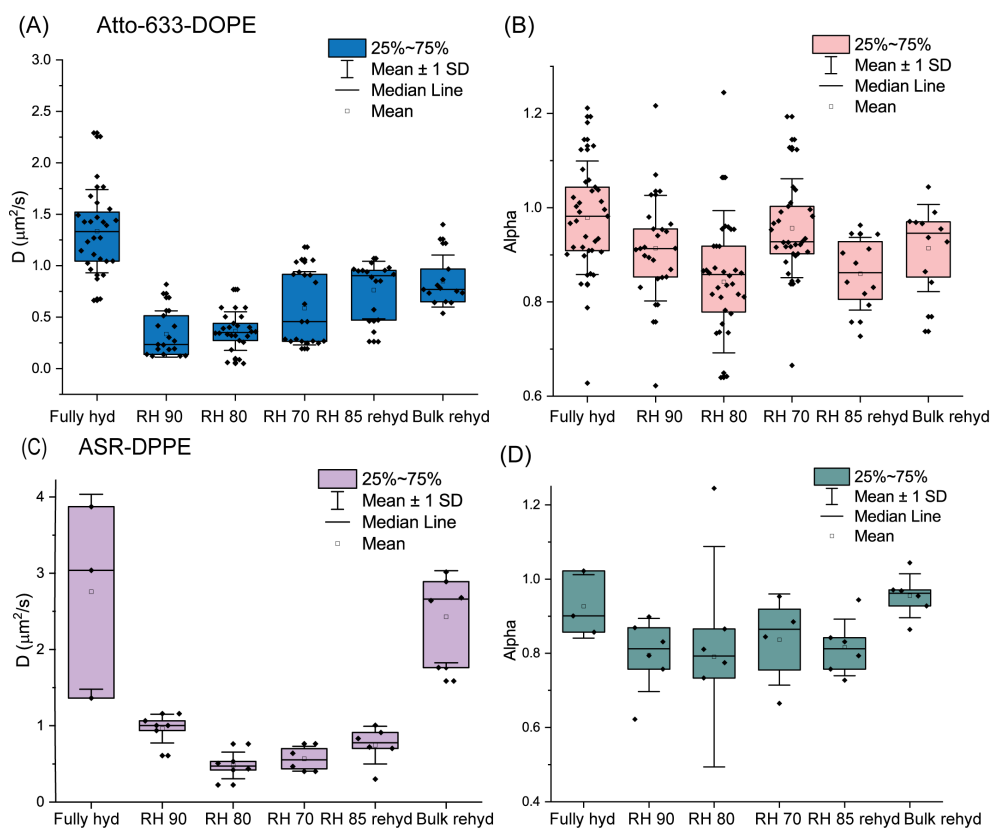 (A) Atto-633-DOPE
25%~75%
Mean ± 1 SD
Median Line
Mean
D (μm²/s)
3.0
2.5
2.0
1.5
1.0
0.5
0.0
Fully hyd RH 90 RH 80 RH 70 RH 85 rehyd Bulk rehyd
(B)
25%~75%
Mean ± 1 SD
Median Line
Mean
Alpha
1.2
1.0
0.8
0.6
Fully hyd RH 90 RH 80 RH 70 RH 85 rehyd Bulk rehyd
(C) ASR-DPPE
25%~75%
Mean ± 1 SD
Median Line
Mean
D (μm²/s)
4
3
2
1
0
Fully hyd RH 90 RH 80 RH 70 RH 85 rehyd Bulk rehyd
(D)
25%~75%
Mean ± 1 SD
Median Line
Mean
Alpha
1.2
1.0
0.8
0.6
0.4
Fully hyd RH 90 RH 80 RH 70 RH 85 rehyd Bulk rehyd